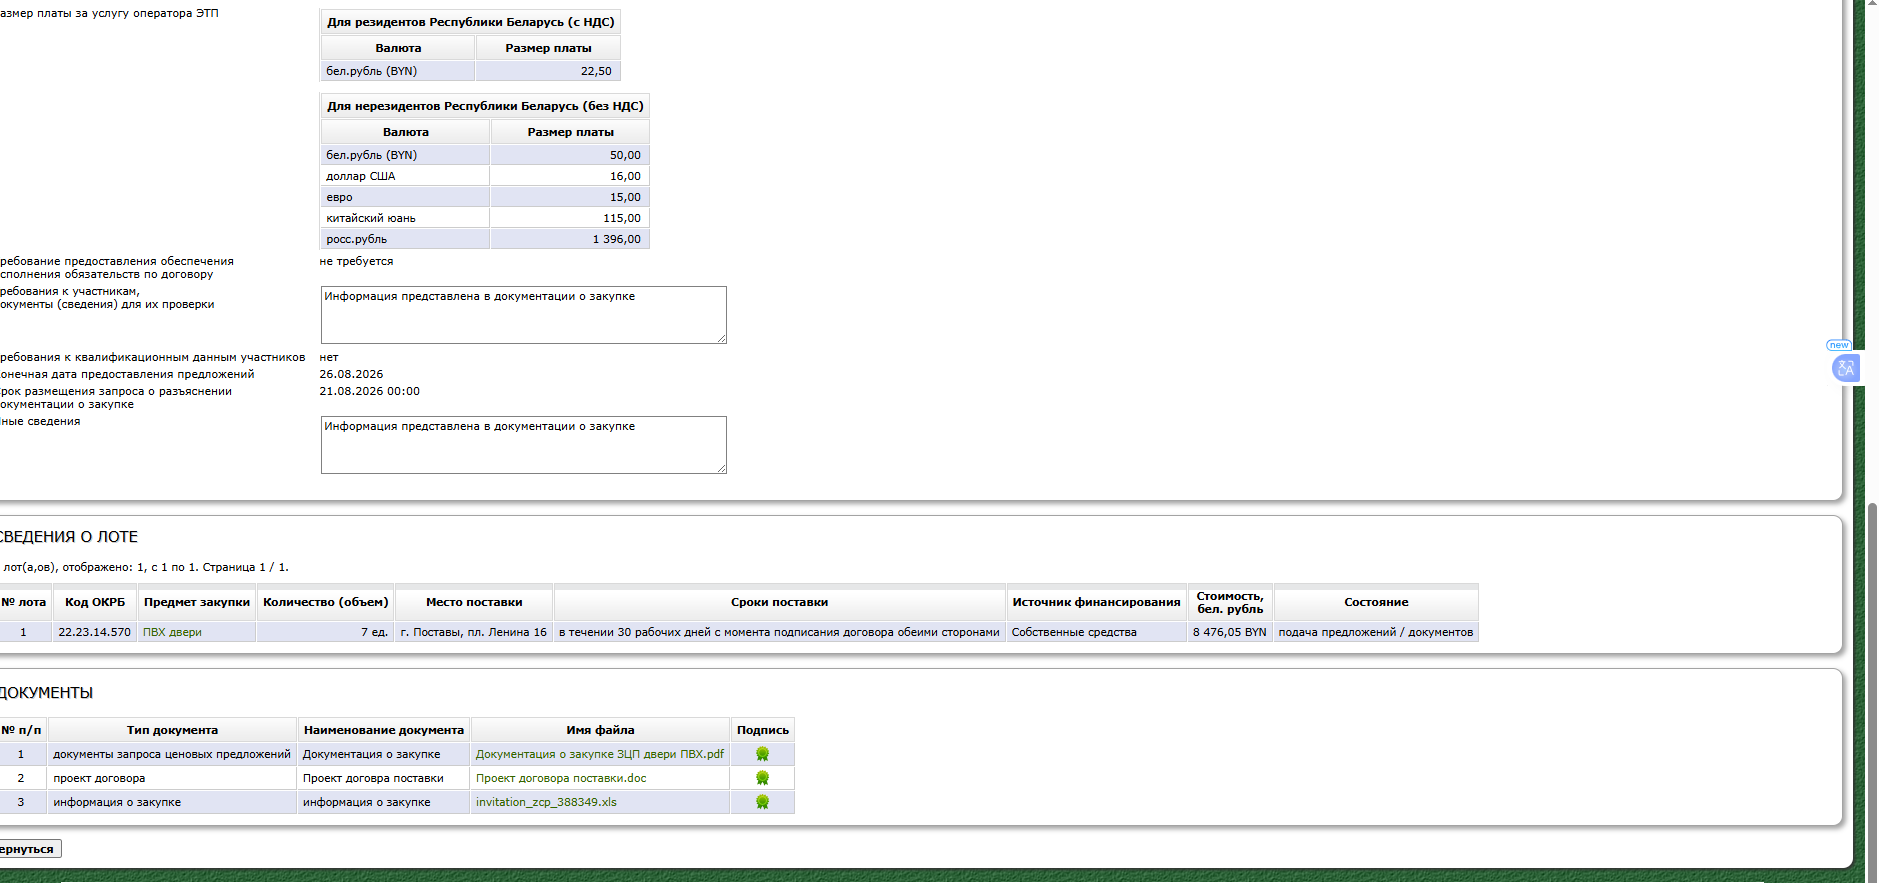 азмер платы за услугу оператора ЭТП
Для резидентов Республики Беларусь (с НДС)
Валюта Размер платы
бел.рубль (BYN) 22,50
Для нерезидентов Республики Беларусь (без НДС)
Валюта Размер платы
бел.рубль (BYN) 50,00
доллар США 16,00
евро 15,00
китайский юань 115,00
росс.рубль 1 396,00
ребование предоставления обеспечения
сполнения обязательств по договору
не требуется
ребования к участникам,
окументы (сведения) для их проверки
Информация представлена в документации о закупке
ребования к квалификационным данным участников нет
онечная дата предоставления предложений 26.08.2026
рок размещения запроса о разъяснении
окументации о закупке
21.08.2026 00:00
ные сведения
Информация представлена в документации о закупке
new
СВЕДЕНИЯ О ЛОТЕ
лот(а,ов), отображено: 1, с 1 по 1. Страница 1 / 1.
№ лота Код ОКРБ Предмет закупки Количество (объем) Место поставки Сроки поставки Источник финансирования Стоимость, бел. рубль Состояние
1 22.23.14.570 ПВХ двери 7 ед. г. Поставы, пл. Ленина 16 в течении 30 рабочих дней с момента подписания договора обеими сторонами Собственные средства 8 476,05 BYN подача предложений / документов
ДОКУМЕНТЫ
№ п/п Тип документа Наименование документа Имя файла Подпись
1 документы запроса ценовых предложений Документация о закупке Документация о закупке ЗЦП двери ПВХ.pdf
2 проект договора Проект договра поставки Проект договора поставки.doc
3 информация о закупке информация о закупке invitation_zcp_388349.xls
ернуться